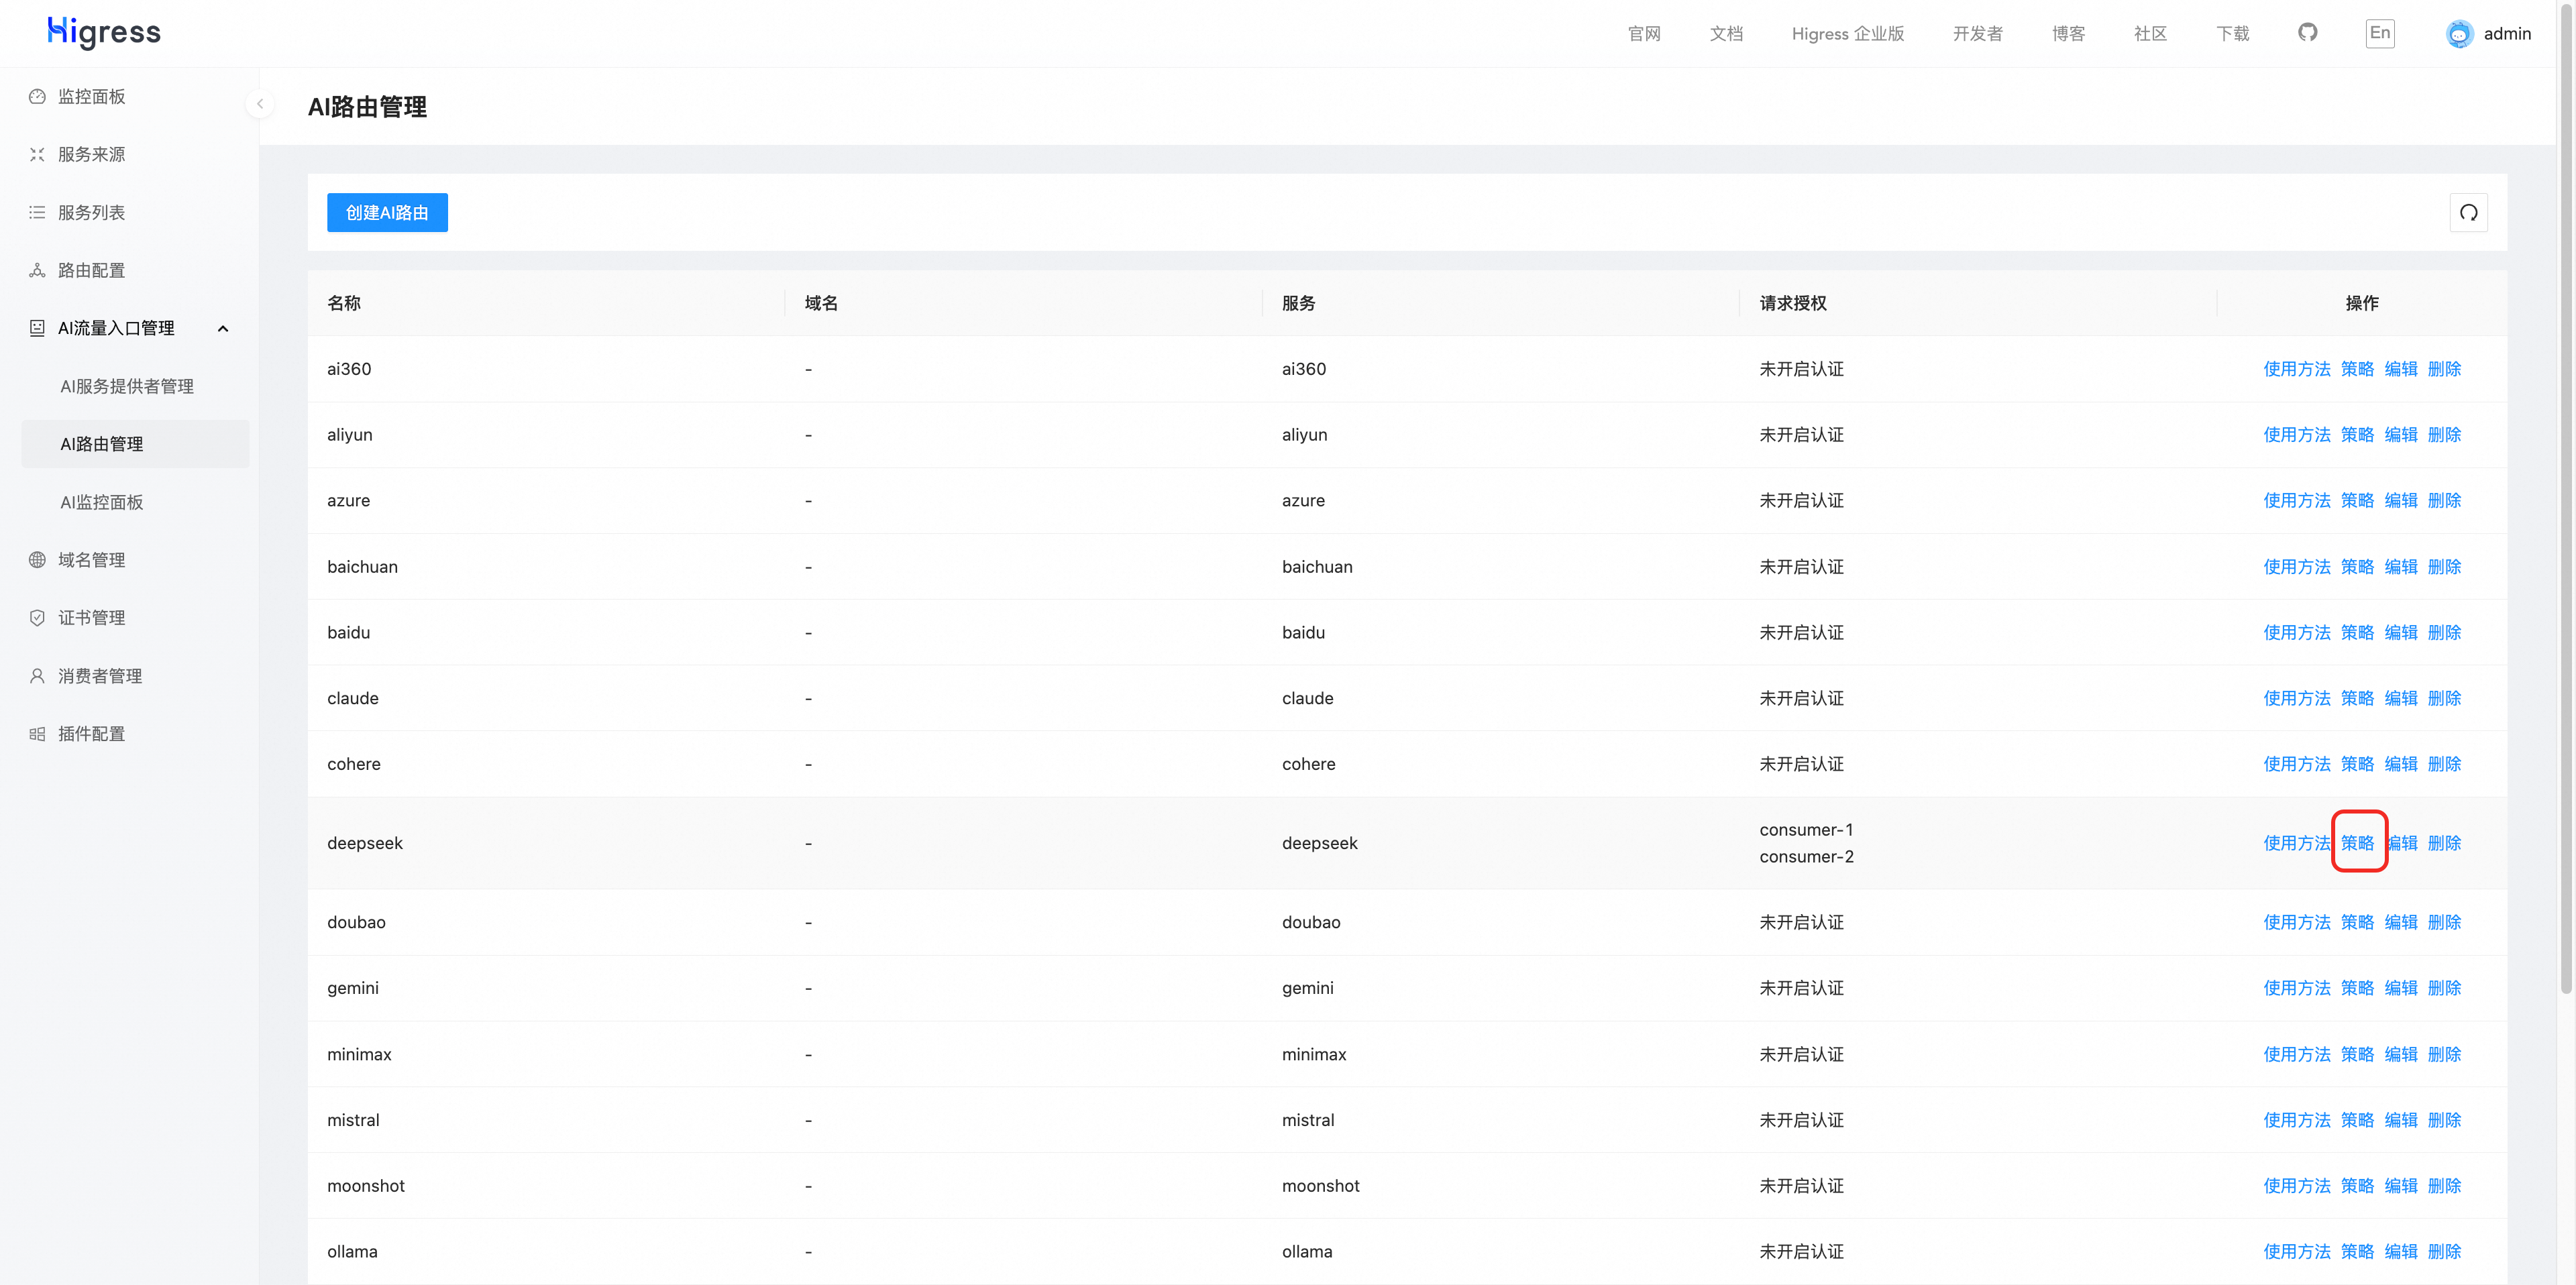 Higress
官网 文档 Higress 企业版 开发者 博客 社区 下载 En admin
监控面板
服务来源
服务列表
路由配置
AI流量入口管理
AI服务提供者管理
AI路由管理
AI监控面板
域名管理
证书管理
消费者管理
插件配置
AI路由管理
创建AI路由
名称 域名 服务 请求授权 操作
ai360 - ai360 未开启认证 使用方法 策略 编辑 删除
aliyun - aliyun 未开启认证 使用方法 策略 编辑 删除
azure - azure 未开启认证 使用方法 策略 编辑 删除
baichuan - baichuan 未开启认证 使用方法 策略 编辑 删除
baidu - baidu 未开启认证 使用方法 策略 编辑 删除
claude - claude 未开启认证 使用方法 策略 编辑 删除
cohere - cohere 未开启认证 使用方法 策略 编辑 删除
deepseek - deepseek consumer-1
consumer-2 使用方法 策略 编辑 删除
doubao - doubao 未开启认证 使用方法 策略 编辑 删除
gemini - gemini 未开启认证 使用方法 策略 编辑 删除
minimax - minimax 未开启认证 使用方法 策略 编辑 删除
mistral - mistral 未开启认证 使用方法 策略 编辑 删除
moonshot - moonshot 未开启认证 使用方法 策略 编辑 删除
ollama - ollama 未开启认证 使用方法 策略 编辑 删除